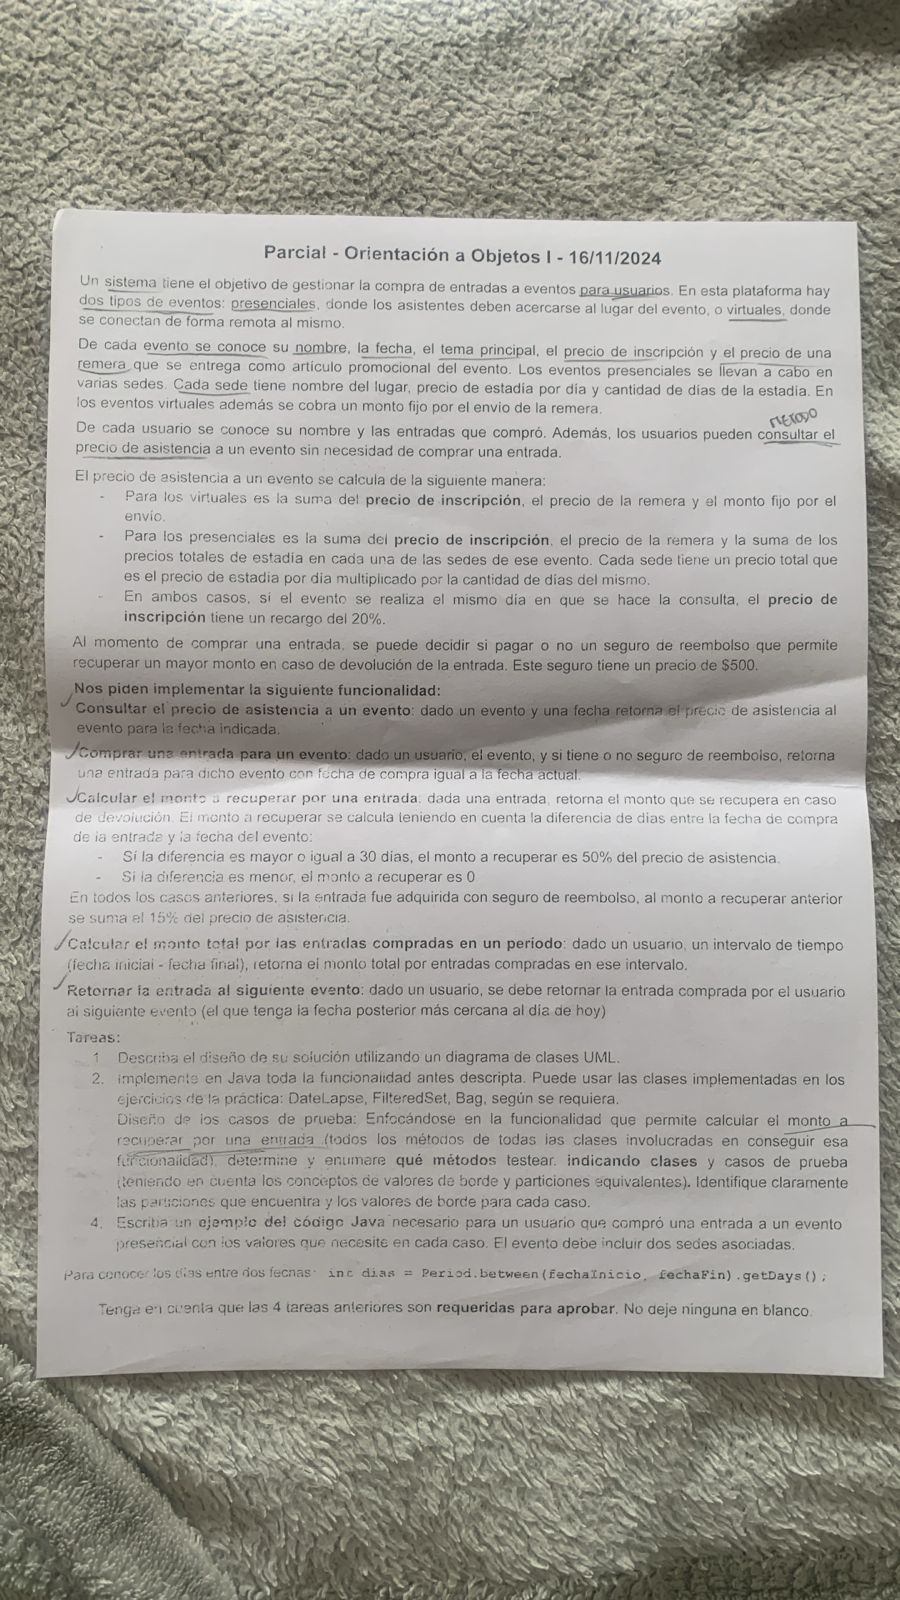 Parcial - Orientación a Objetos I - 16/11/2024
Un sistema tiene el objetivo de gestionar la compra de entradas a eventos para usuarios. En esta plataforma hay
dos tipos de eventos: presenciales, donde los asistentes deben acercarse al lugar del evento, o virtuales, donde
se conectan de forma remota al mismo.
De cada evento se conoce su nombre, la fecha, el tema principal, el precio de inscripción y el precio de una
remera que se entrega como artículo promocional del evento. Los eventos presenciales se llevan a cabo en
varias sedes. Cada sede tiene nombre del lugar, precio de estadía por día y cantidad de días de la estadía. En
los eventos virtuales además se cobra un monto fijo por el envio de la remera.
METODO
De cada usuario se conoce su nombre y las entradas que compró. Además, los usuarios pueden consultar el
precio de asistencia a un evento sin necesidad de comprar una entrada.
El precio de asistencia a un evento se calcula de la siguiente manera:
- Para los virtuales es la suma del precio de inscripción, el precio de la remera y el monto fijo por el
envío.
- Para los presenciales es la suma del precio de inscripción, el precio de la remera y la suma de los
precios totales de estadía en cada una de las sedes de ese evento. Cada sede tiene un precio total que
es el precio de estadía por día multiplicado por la cantidad de días del mismo.
- En ambos casos, si el evento se realiza el mismo día en que se hace la consulta, el precio de
inscripción tiene un recargo del 20%.
Al momento de comprar una entrada, se puede decidir si pagar o no un seguro de reembolso que permite
recuperar un mayor monto en caso de devolución de la entrada. Este seguro tiene un precio de $500.
Nos piden implementar la siguiente funcionalidad:
Consultar el precio de asistencia a un evento: dado un evento y una fecha retorna el precio de asistencia al
evento para la fecha indicada.
Comprar una entrada para un evento: dado un usuario, el evento, y si tiene o no seguro de reembolso, retorna
una entrada para dicho evento con fecha de compra igual a la fecha actual.
Calcular el monto a recuperar por una entrada: dada una entrada, retorna el monto que se recupera en caso
de devolución. El monto a recuperar se calcula teniendo en cuenta la diferencia de días entre la fecha de compra
de la entrada y la fecha del evento:
- Si la diferencia es mayor o igual a 30 días, el monto a recuperar es 50% del precio de asistencia.
- Si la diferencia es menor, el monto a recuperar es 0
En todos los casos anteriores, si la entrada fue adquirida con seguro de reembolso, al monto a recuperar anterior
se suma el 15% del precio de asistencia.
Calcular el monto total por las entradas compradas en un período: dado un usuario, un intervalo de tiempo
(fecha inicial - fecha final), retorna el monto total por entradas compradas en ese intervalo.
Retornar la entrada al siguiente evento: dado un usuario, se debe retornar la entrada comprada por el usuario
al siguiente evento (el que tenga la fecha posterior más cercana al día de hoy)
Tareas:
1 Describa el diseño de su solución utilizando un diagrama de clases UML.
2. Implemente en Java toda la funcionalidad antes descripta. Puede usar las clases implementadas en los
ejercicios de la práctica: DateLapse, FilteredSet, Bag, según se requiera.
Diseño de los casos de prueba: Enfocándose en la funcionalidad que permite calcular el monto a
recuperar por una entrada (todos los métodos de todas las clases involucradas en conseguir esa
funcionalidad), determine y enumare qué métodos testear, indicando clases y casos de prueba
(teniendo en cuenta los conceptos de valores de borde y particiones equivalentes). Identifique claramente
las particiones que encuentra y los valores de borde para cada caso.
4. Escriba un ejemplo del código Java necesario para un usuario que compró una entrada a un evento
presencial con los valores que necesite en cada caso. El evento debe incluir dos sedes asociadas.
Para conocer los días entre dos fechas: int dias = Period.between(fechaInicio, fechaFin).getDays();
Tenga en cuenta que las 4 tareas anteriores son requeridas para aprobar. No deje ninguna en blanco.